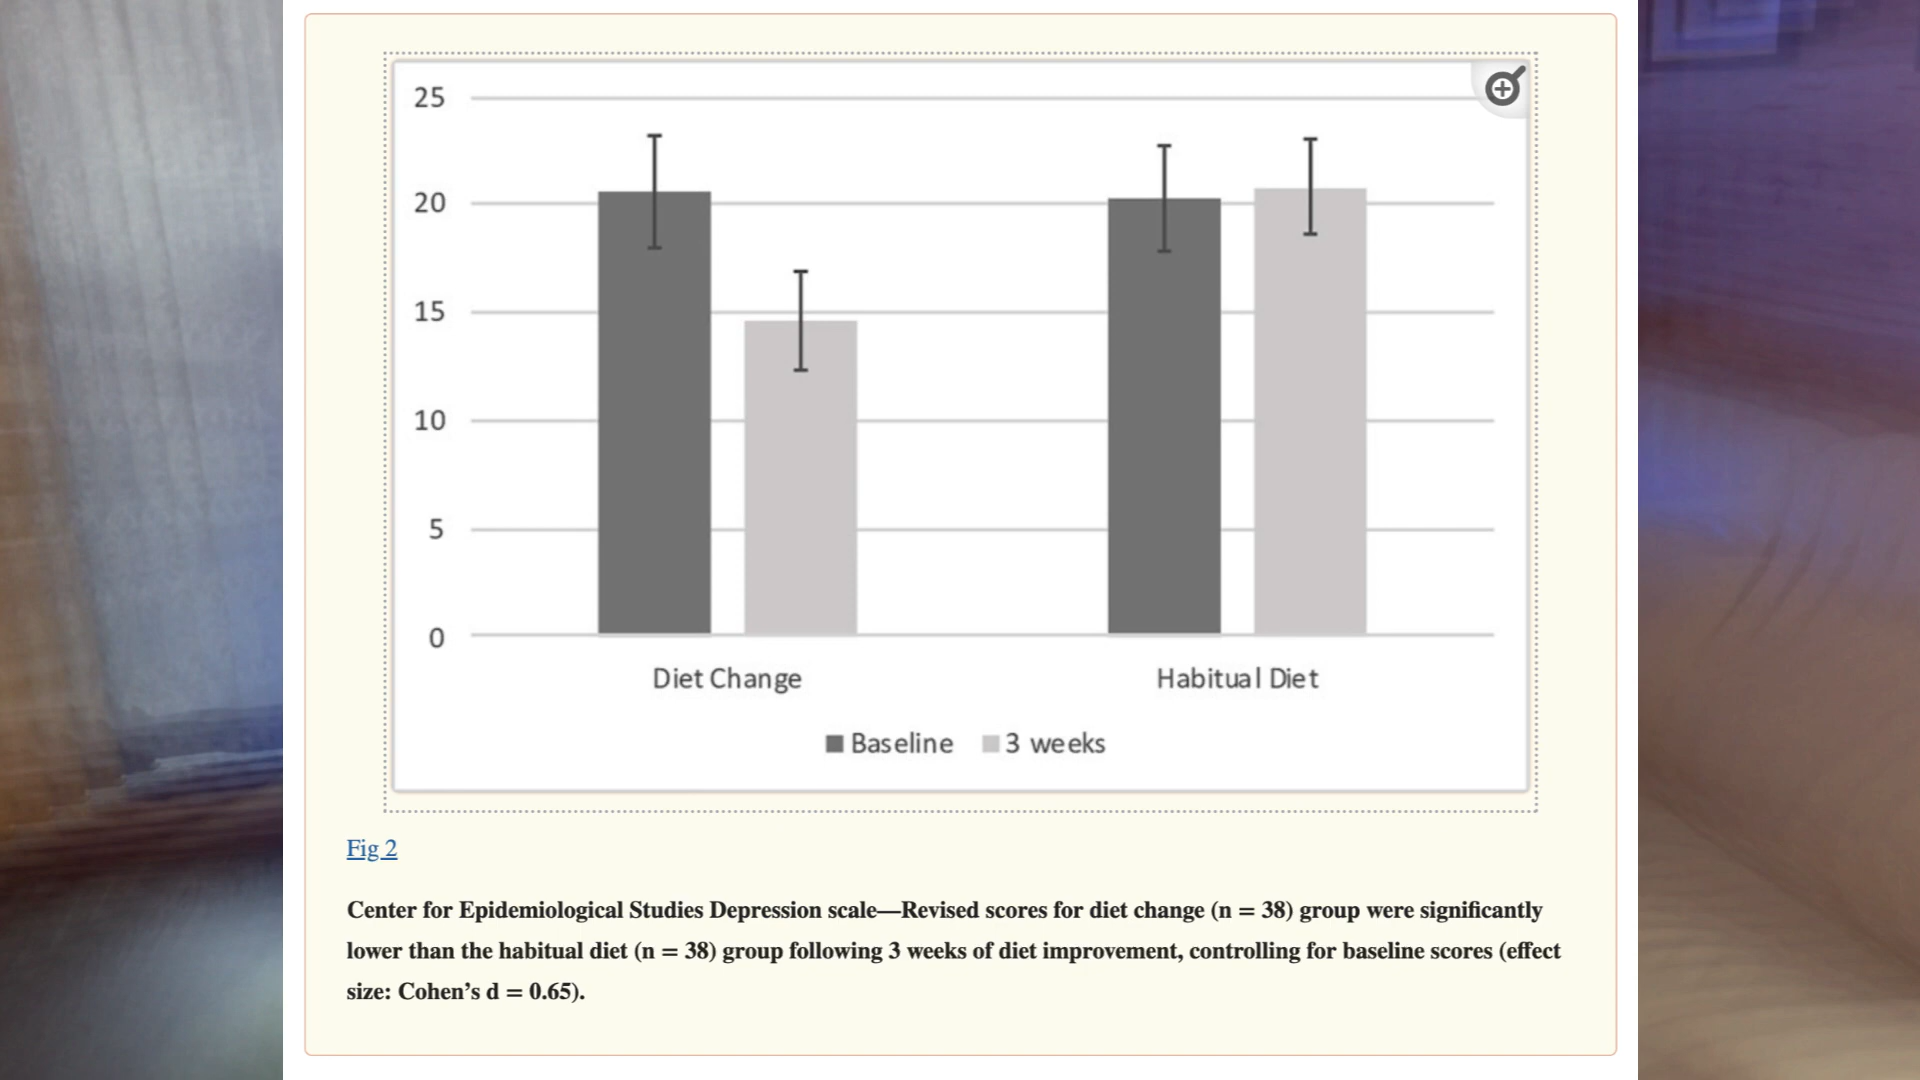 25
20
15
10
5
0
Diet Change
Habitual Diet
Baseline
3 weeks
Fig 2
Center for Epidemiological Studies Depression scale—Revised scores for diet change (n = 38) group were significantly
lower than the habitual diet (n = 38) group following 3 weeks of diet improvement, controlling for baseline scores (effect
size: Cohen’s d = 0.65).